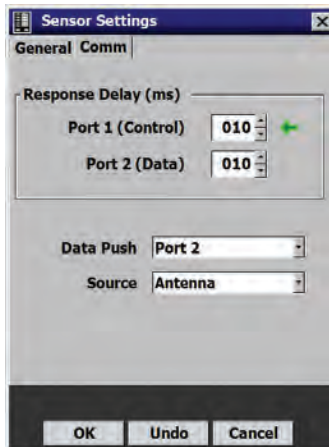 Sensor Settings
General Comm
Response Delay (ms)
Port 1 (Control) 010
Port 2 (Data) 010
Data Push Port 2
Source Antenna
OK Undo Cancel